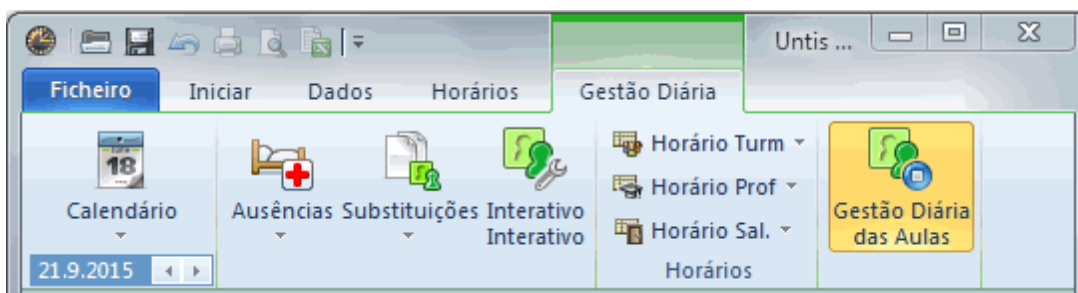 Untis ...
Ficheiro Iniciar Dados Horários Gestão Diária
18
Calendário
21.9.2015
Ausências
Substituições
Interativo
Interativo
Horário Turm
Horário Prof
Horário Sal.
Horários
Gestão Diária
das Aulas